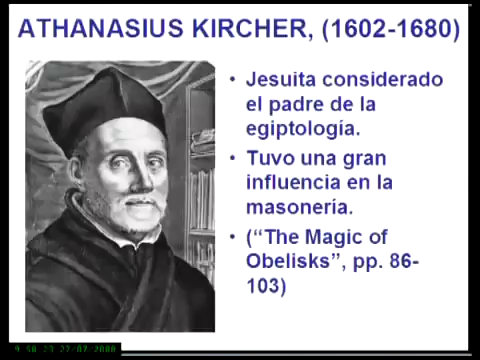 ATHANASIUS KIRCHER, (1602-1680)
• Jesuita considerado
el padre de la
egiptología.
• Tuvo una gran
influencia en la
masonería.
• (“The Magic of
Obelisks”, pp. 86-
103)